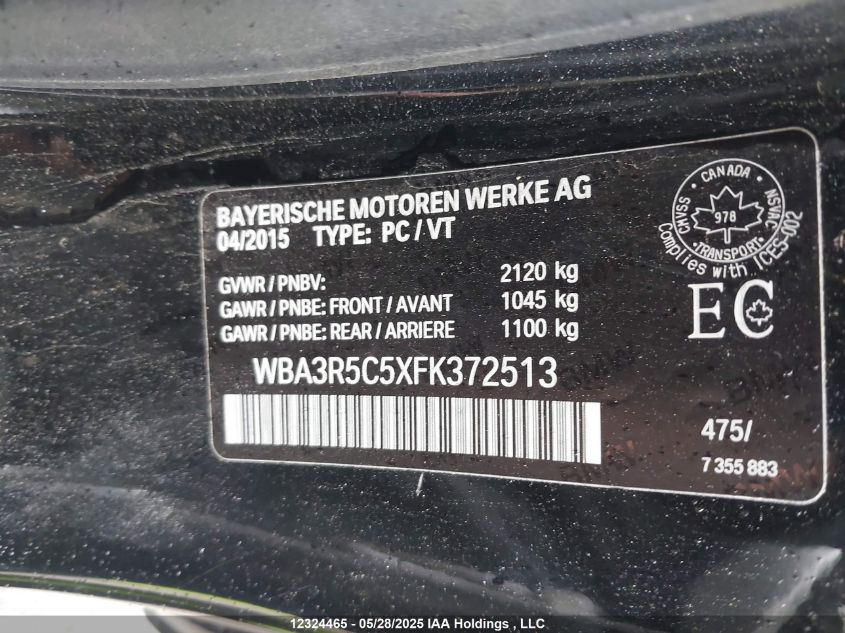 BAYERISCHE MOTOREN WERKE AG
04/2015 TYPE: PC / VT
GVWR / PNBV: 2120 kg
GAWR / PNBE: FRONT / AVANT 1045 kg
GAWR / PNBE: REAR / ARRIERE 1100 kg
WBA3R5C5XFK372513
CANADA
CMVSS
NSVAC
978
TRANSPORT
Complies with ICES-002
EC
475/
7 355 883
12324465 - 05/28/2025 IAA Holdings , LLC